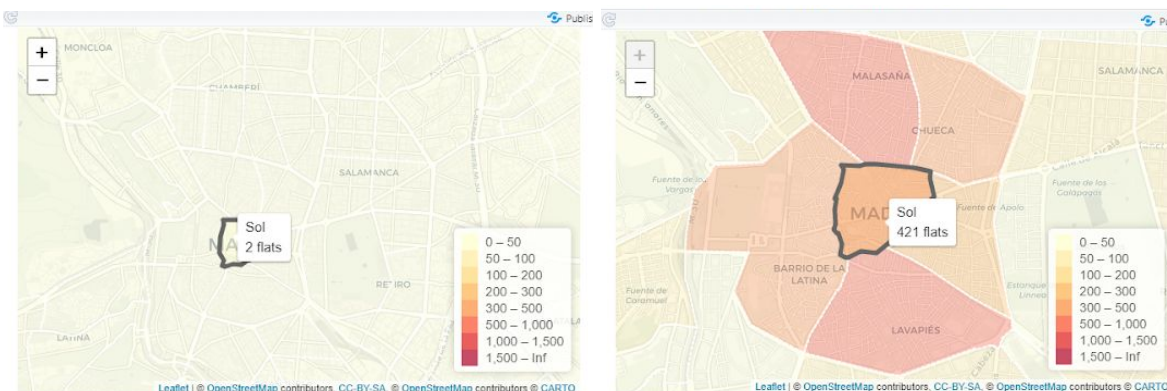 Publis
+
−
MONCLOA
CHAMBERÍ
SALAMANCA
Sol
2 flats
RETIRO
LATINA
0 – 50
50 – 100
100 – 200
200 – 300
300 – 500
500 – 1,000
1,000 – 1,500
1,500 – Inf
Leaflet | © OpenStreetMap contributors, CC-BY-SA, © OpenStreetMap contributors © CARTO
+
−
MALASAÑA
SALAMANCA
CHUECA
Calle de Alcalá
Fuente de los
Galápagos
MAD
Sol
421 flats
Fuente de Apolo
BARRIO DE LA
LATINA
Fuente de
Caramuel
Estanque
LAVAPIÉS
0 – 50
50 – 100
100 – 200
200 – 300
300 – 500
500 – 1,000
1,000 – 1,500
1,500 – Inf
Leaflet | © OpenStreetMap contributors, CC-BY-SA, © OpenStreetMap contributors © CARTO